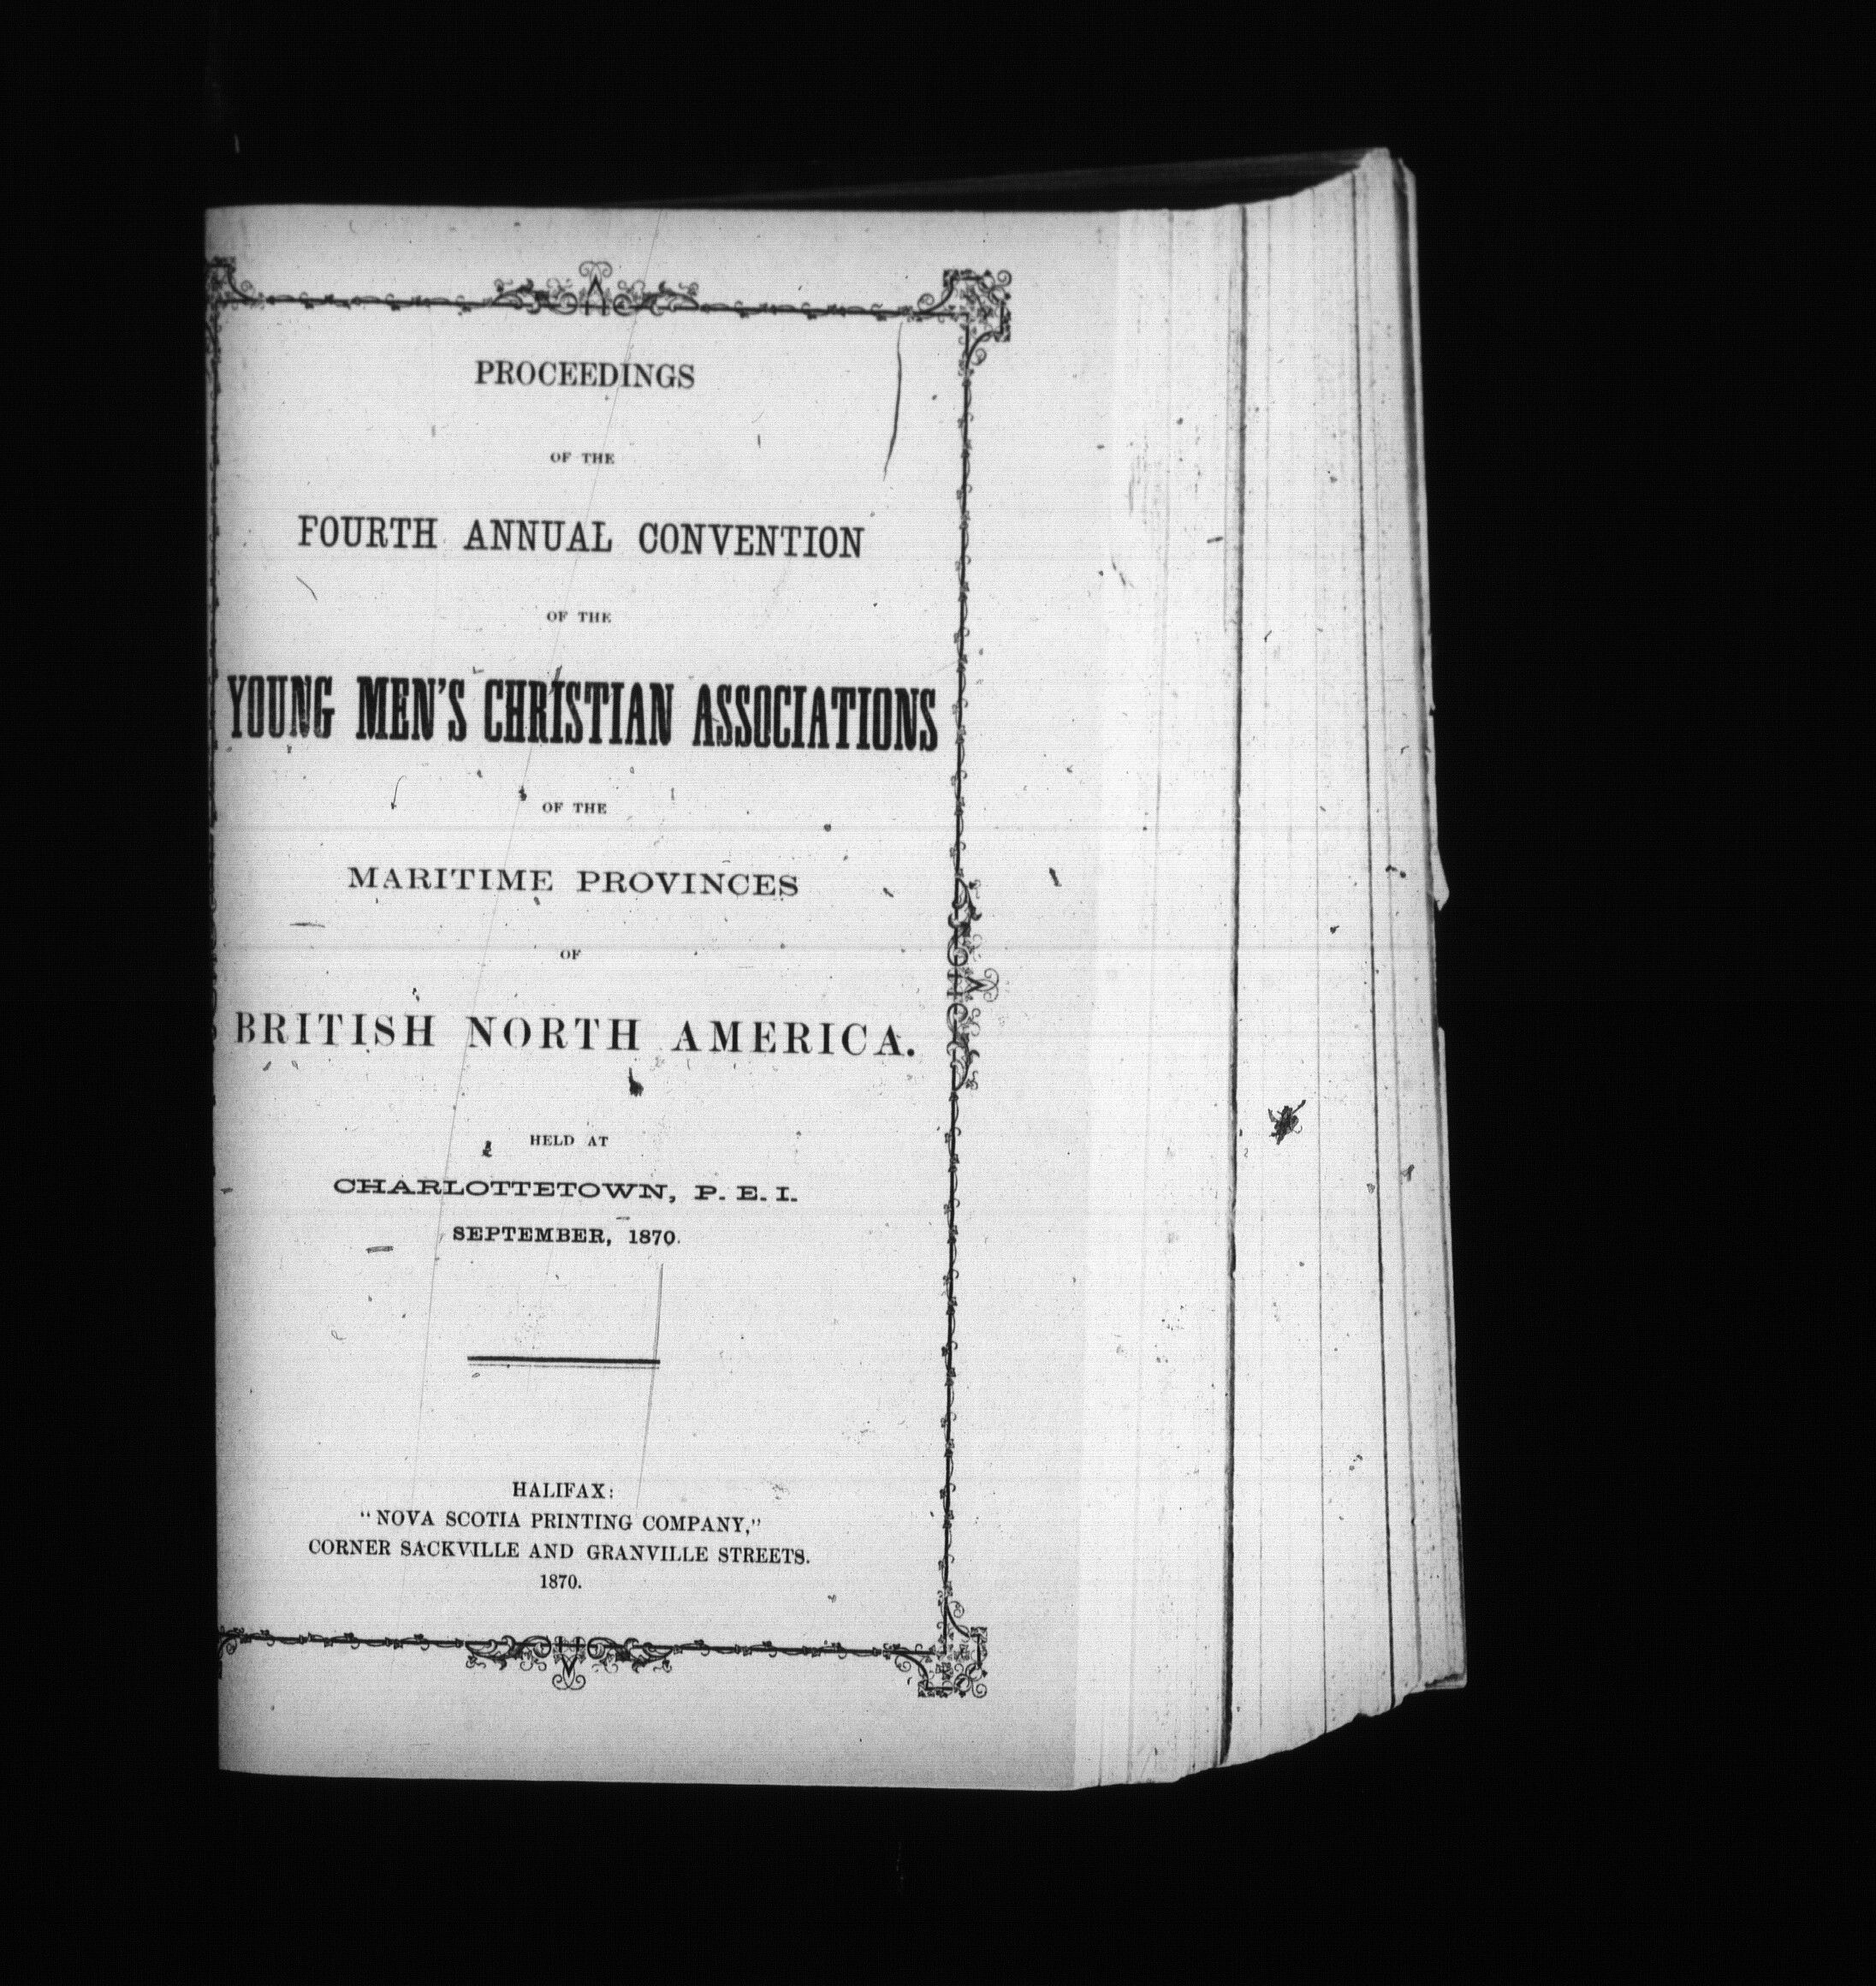 PROCEEDINGS
OF THE
FOURTH ANNUAL CONVENTION
OF THE
YOUNG MEN'S CHRISTIAN ASSOCIATIONS
OF THE
MARITIME PROVINCES
OF
BRITISH NORTH AMERICA.
HELD AT
CHARLOTTETOWN, P. E. I.
SEPTEMBER, 1870.
HALIFAX:
"NOVA SCOTIA PRINTING COMPANY,"
CORNER SACKVILLE AND GRANVILLE STREETS.
1870.